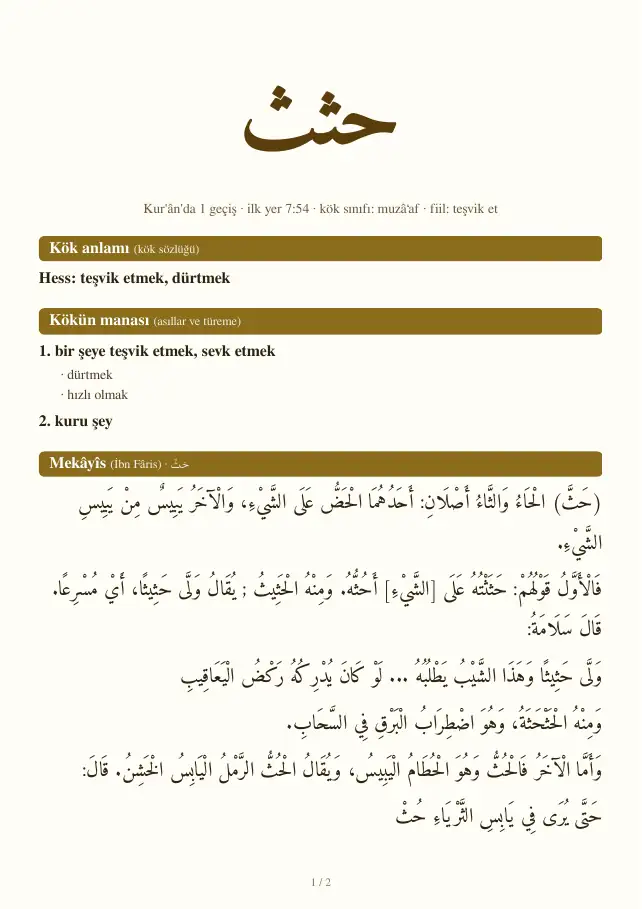 حثث
Kur'ân'da 1 geçiş · ilk yer 7:54 · kök sınıfı: muzâ'af · fiil: teşvik et
Kök anlamı (kök sözlüğü)
Hess: teşvik etmek, dürtmek
Kökün manası (asıllar ve türeme)
1. bir şeye teşvik etmek, sevk etmek
· dürtmek
· hızlı olmak
2. kuru şey
Mekâyîs (İbn Fâris) · حَثَّ
(حَثَّ) الْحَاءُ وَالثَّاءُ أَصْلَانِ: أَحَدُهُمَا الْحَضُّ عَلَى الشَّيْءِ، وَالْآخَرُ يَبِيسٌ مِنْ يَبِيسِ
الشَّيْءِ.
فَالْأَوَّلُ قَوْلُهُمْ: حَثَثْتُهُ عَلَى [الشَّيْءِ] أَحُثُّهُ. وَمِنْهُ الْحَثِيثُ ; يُقَالُ وَلَّى حَثِيثًا، أَيْ مُسْرِعًا.
قَالَ سَلَامَةُ:
وَلَّى حَثِيثًا وَهَذَا الشَّيْبُ يَطْلُبُهُ ... لَوْ كَانَ يُدْرِكُهُ رَكْضُ الْيَعَاقِيبِ
وَمِنْهُ الْحَثْحَثَةُ، وَهُوَ اضْطِرَابُ الْبَرْقِ فِي السَّحَابِ.
وَأَمَّا الْآخَرُ فَالْحُثُّ وَهُوَ الْحُطَامُ الْيَبِيسُ، وَيُقَالُ الْحُثُّ الرَّمْلُ الْيَابِسُ الْخَشِنُ. قَالَ:
حَتَّى يُرَى فِي يَابِسِ الثَّرْيَاءِ حُثْ
1 / 2